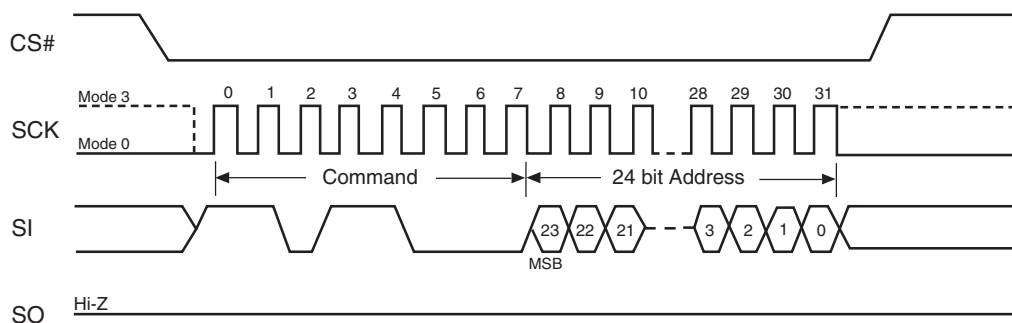 CS#
Mode 3
0 1 2 3 4 5 6 7 8 9 10 28 29 30 31
SCK
Mode 0
Command 24 bit Address
SI
23 22 21 3 2 1 0
MSB
Hi-Z
SO